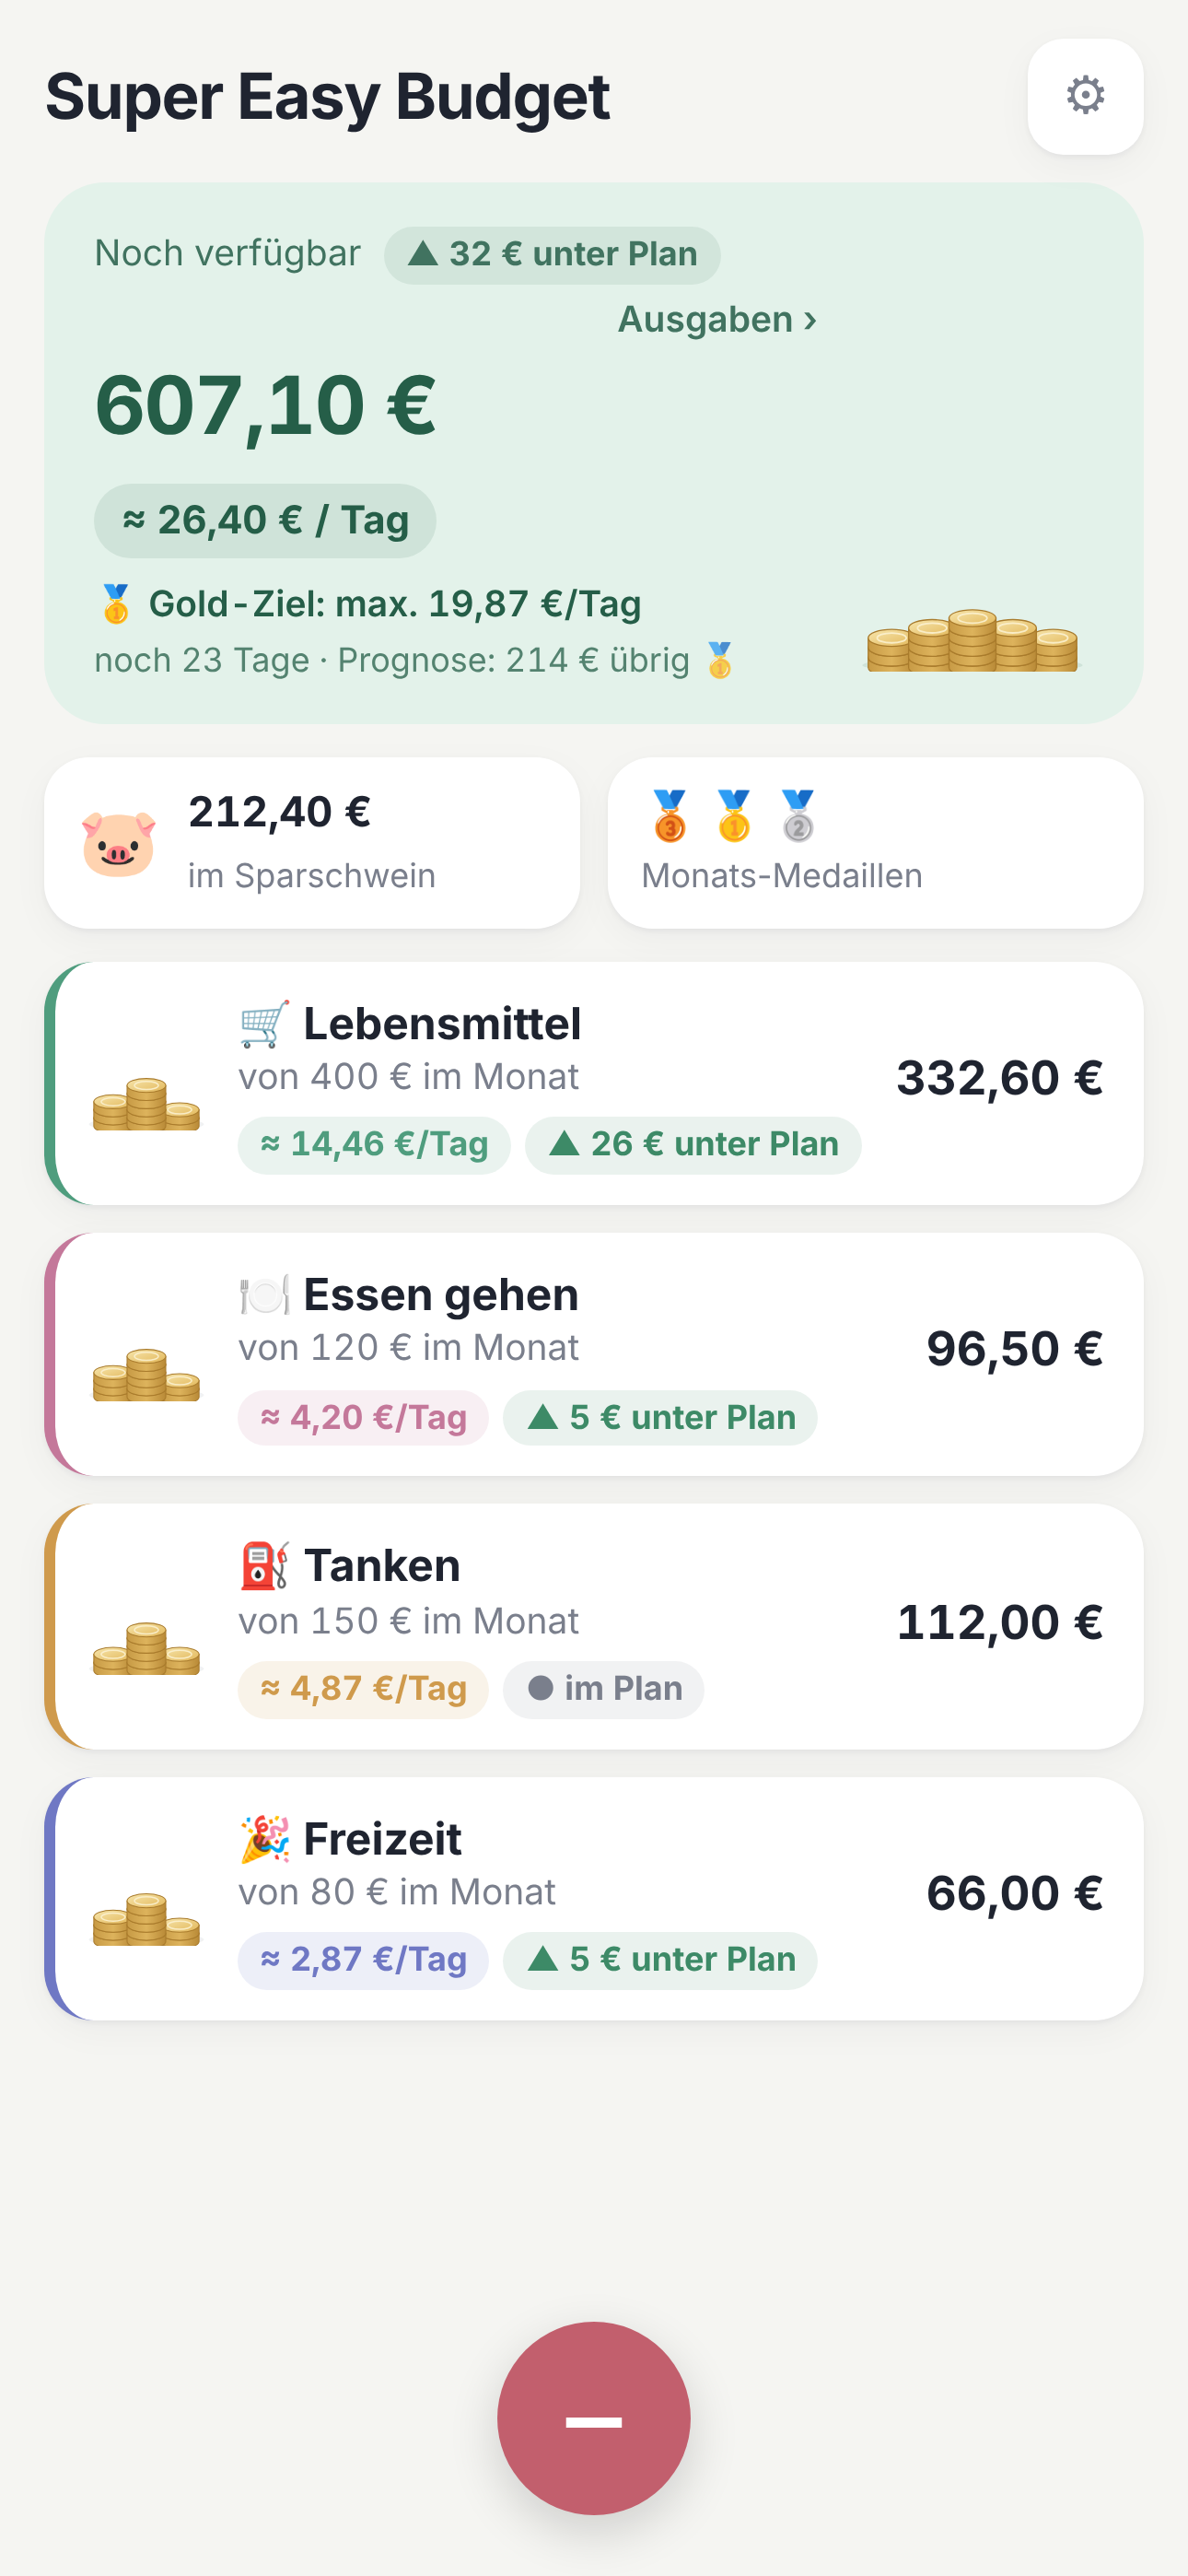 Super Easy Budget
Noch verfügbar ▲ 32 € unter Plan
Ausgaben ›
607,10 €
≈ 26,40 € / Tag
🥇 Gold-Ziel: max. 19,87 €/Tag
noch 23 Tage · Prognose: 214 € übrig 🥇
212,40 €
im Sparschwein
🥉 🥇 🥈
Monats-Medaillen
🛒 Lebensmittel
von 400 € im Monat
332,60 €
≈ 14,46 €/Tag ▲ 26 € unter Plan
🍽️ Essen gehen
von 120 € im Monat
96,50 €
≈ 4,20 €/Tag ▲ 5 € unter Plan
⛽ Tanken
von 150 € im Monat
112,00 €
≈ 4,87 €/Tag ● im Plan
🎉 Freizeit
von 80 € im Monat
66,00 €
≈ 2,87 €/Tag ▲ 5 € unter Plan
–